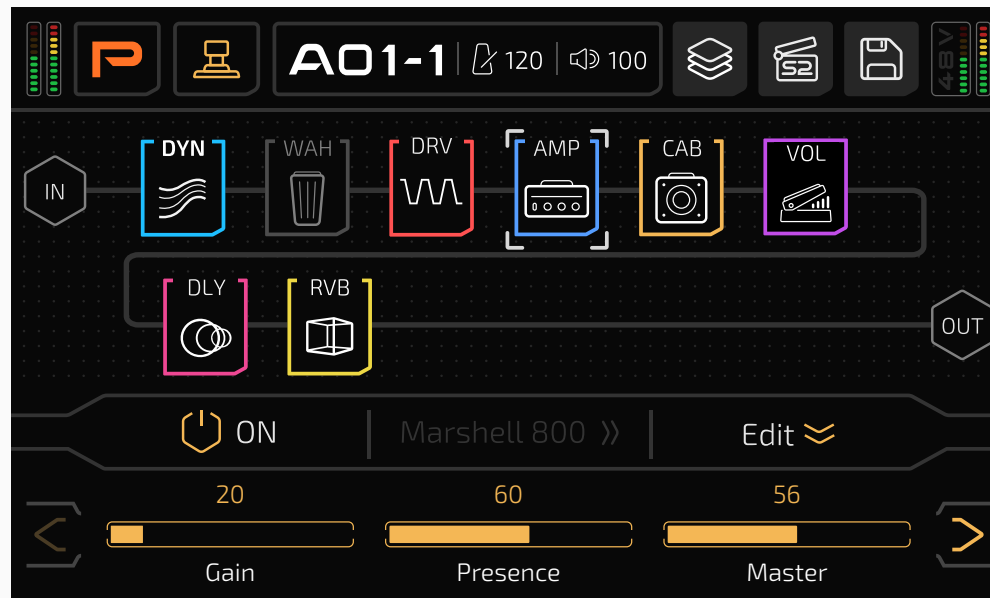 A01-1 120 100 S2 48V
DYN WAH DRV AMP CAB VOL
IN
DLY RVB
OUT
ON Marshell 800 Edit
20 60 56
Gain Presence Master